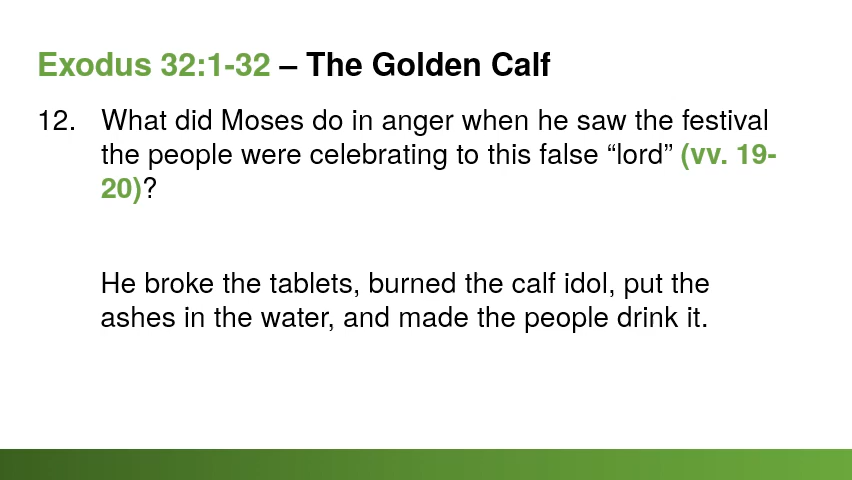 Exodus 32:1-32 – The Golden Calf
12. What did Moses do in anger when he saw the festival
the people were celebrating to this false “lord” (vv. 19-
20)?
He broke the tablets, burned the calf idol, put the
ashes in the water, and made the people drink it.